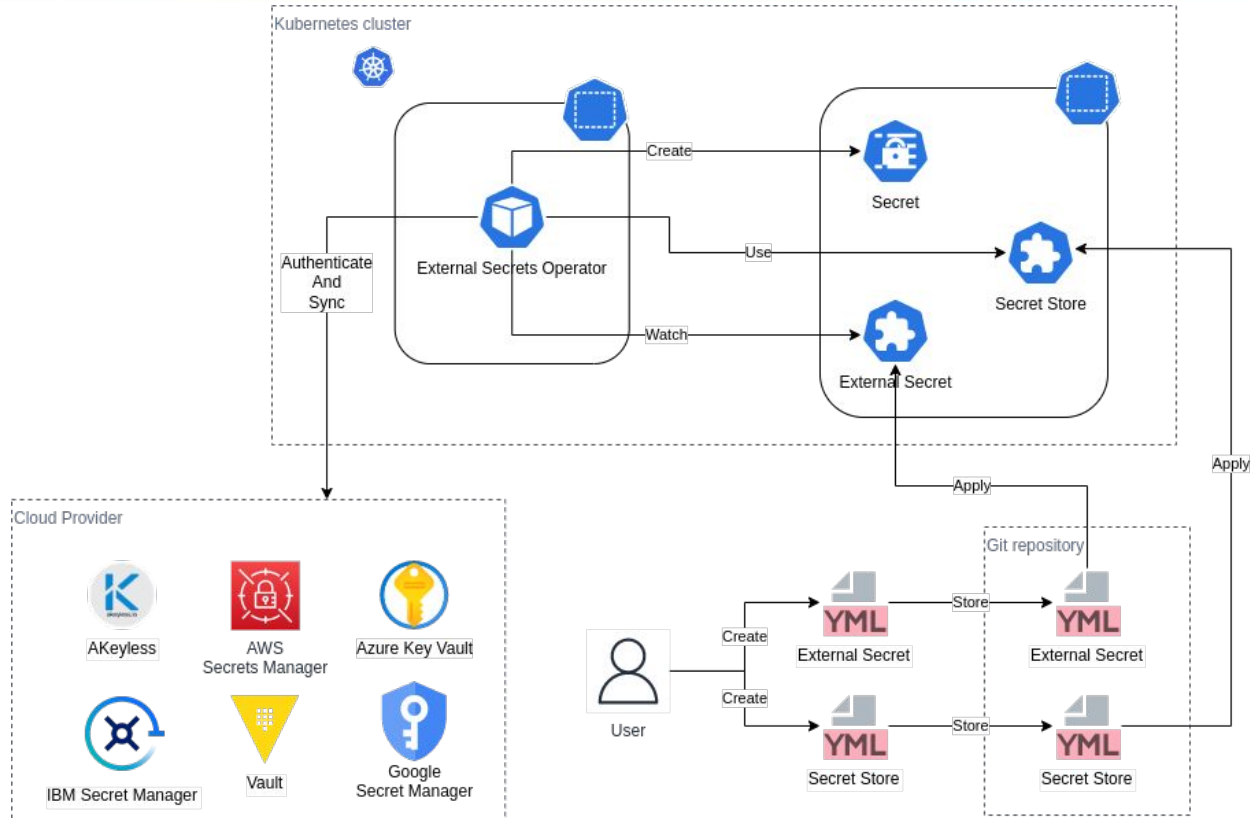 Kubernetes cluster
Create
Secret
External Secrets Operator
Use
Authenticate
And
Sync
Secret Store
Watch
External Secret
Apply
Apply
Cloud Provider
Git repository
AKeyless
AWS
Secrets Manager
Azure Key Vault
IBM Secret Manager
Vault
Google
Secret Manager
User
Create
Create
YML
External Secret
Store
YML
External Secret
YML
Secret Store
Store
YML
Secret Store